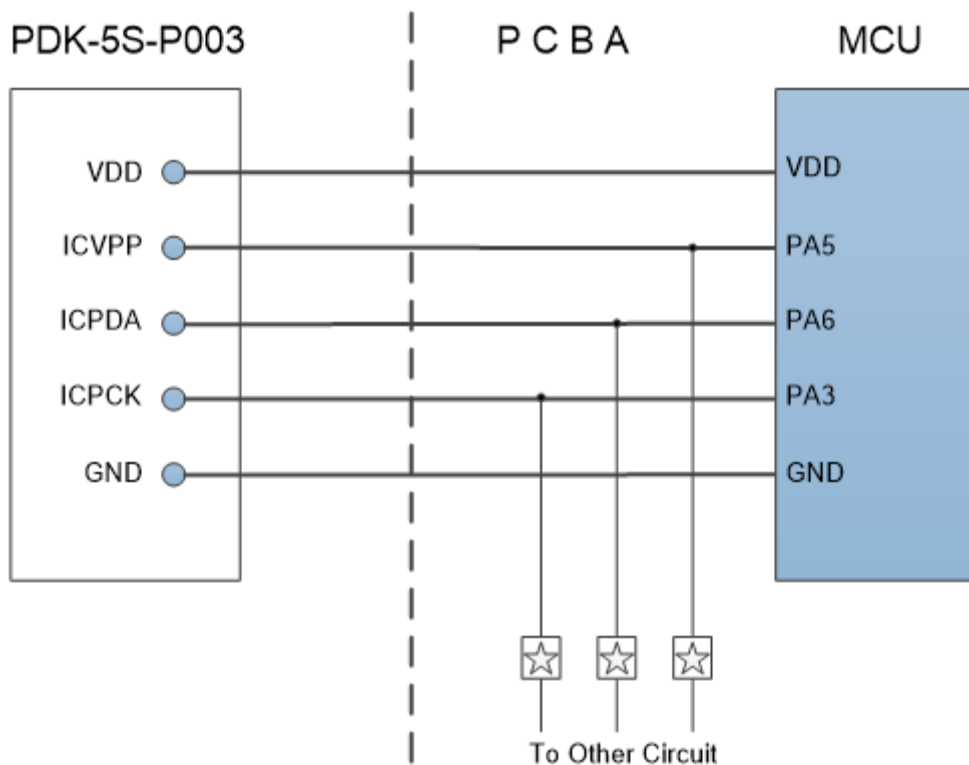 PDK-5S-P003
P C B A
MCU
VDD
VDD
ICVPP
PA5
ICPDA
PA6
ICPCK
PA3
GND
GND
To Other Circuit